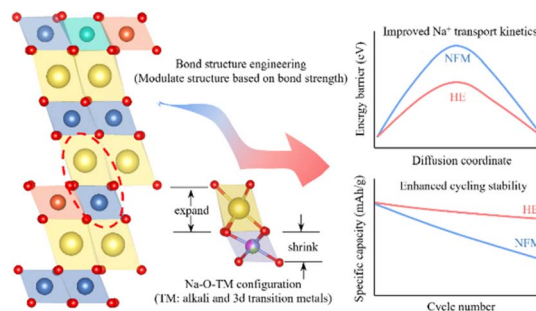 Bond structure engineering
(Modulate structure based on bond strength)
expand
shrink
Na-O-TM configuration
(TM: alkali and 3d transition metals)
Improved Na⁺ transport kinetics
NFM
HE
Energy barrier (eV)
Diffusion coordinate
Enhanced cycling stability
HE
NFM
Specific capacity (mAh/g)
Cycle number